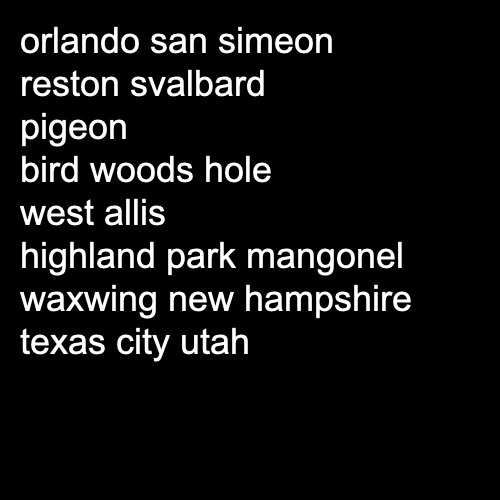 orlando san simeon
reston svalbard
pigeon
bird woods hole
west allis
highland park mangonel
waxwing new hampshire
texas city utah